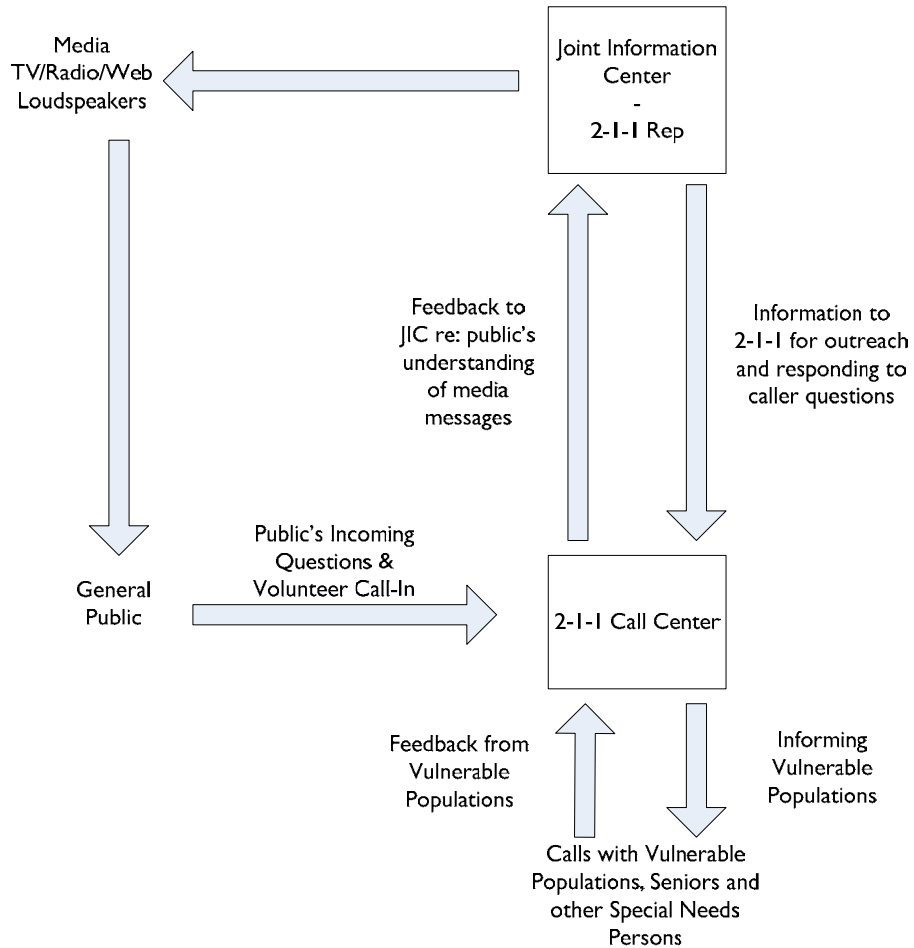 Media
TV/Radio/Web
Loudspeakers
Joint Information
Center
-
2-1-1 Rep
Feedback to
JIC re: public's
understanding
of media
messages
Information to
2-1-1 for outreach
and responding to
caller questions
Public's Incoming
Questions &
Volunteer Call-In
General
Public
2-1-1 Call Center
Feedback from
Vulnerable
Populations
Informing
Vulnerable
Populations
Calls with Vulnerable
Populations, Seniors and
other Special Needs
Persons